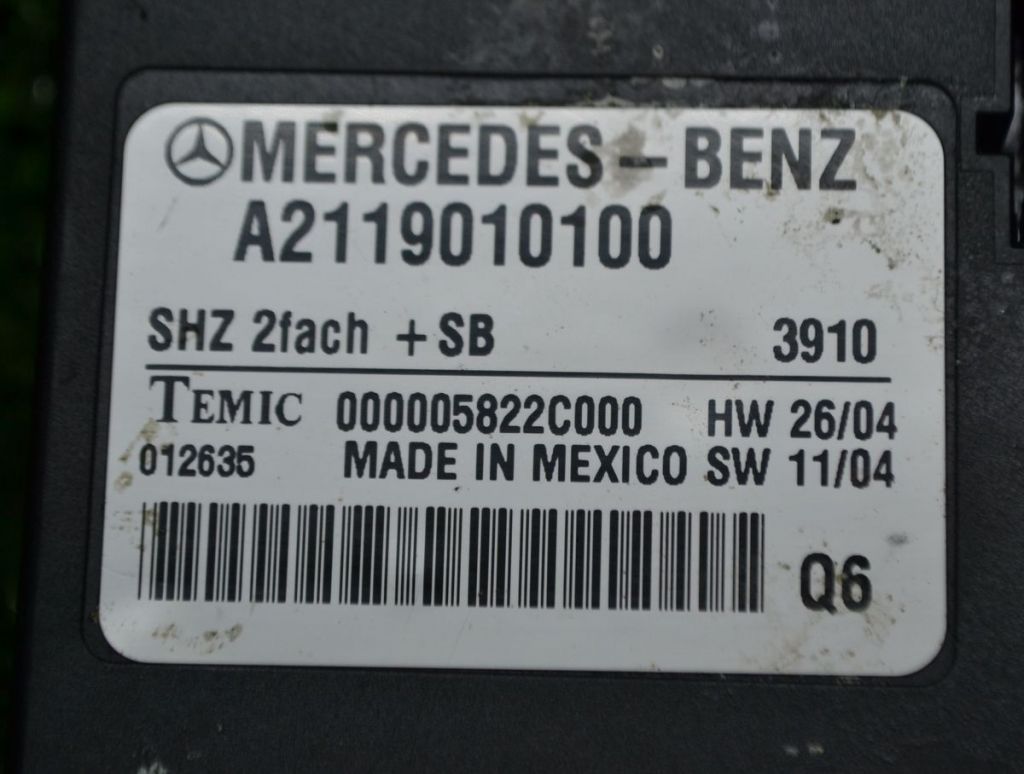 MERCEDES-BENZ
A2119010100
SHZ 2fach +SB 3910
TEMIC 000005822C000 HW 26/04
012635 MADE IN MEXICO SW 11/04
Q6